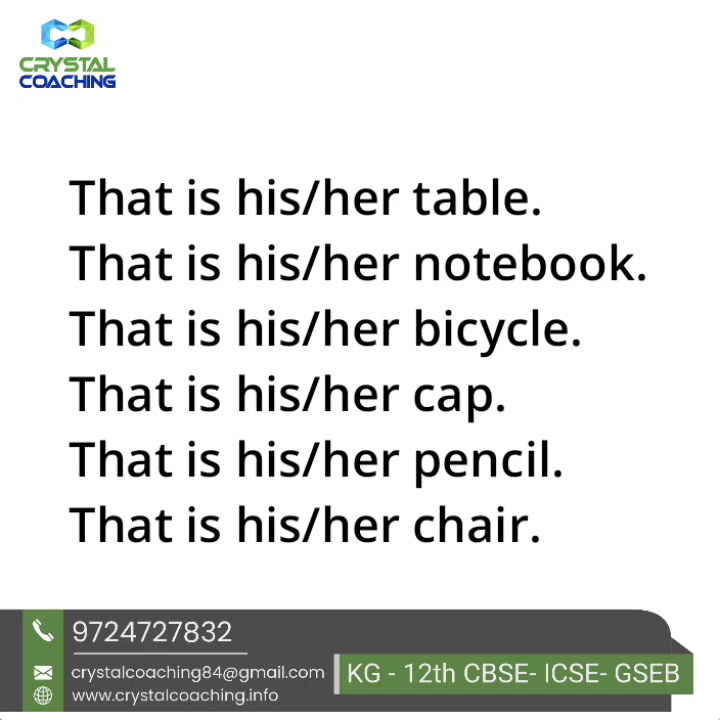 CRYSTAL
COACHING
That is his/her table.
That is his/her notebook.
That is his/her bicycle.
That is his/her cap.
That is his/her pencil.
That is his/her chair.
9724727832
crystalcoaching84@gmail.com
www.crystalcoaching.info
KG - 12th CBSE- ICSE- GSEB